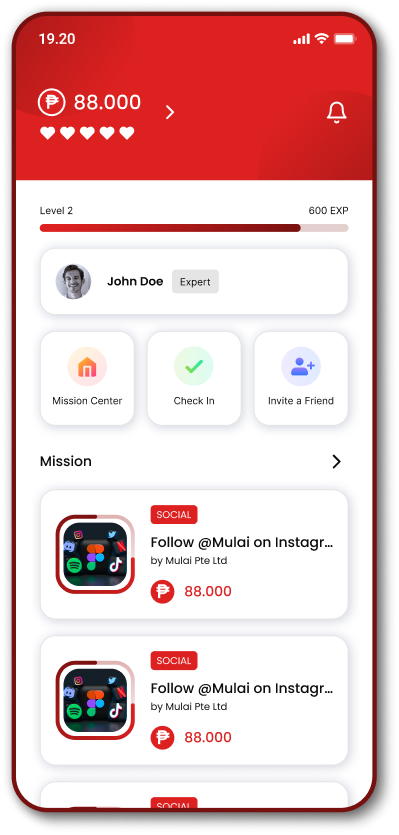 19.20
₱ 88.000
Level 2 600 EXP
John Doe Expert
Mission Center Check In Invite a Friend
Mission
SOCIAL
Follow @Mulai on Instagr...
by Mulai Pte Ltd
₱ 88.000
SOCIAL
Follow @Mulai on Instagr...
by Mulai Pte Ltd
₱ 88.000
SOCIAL